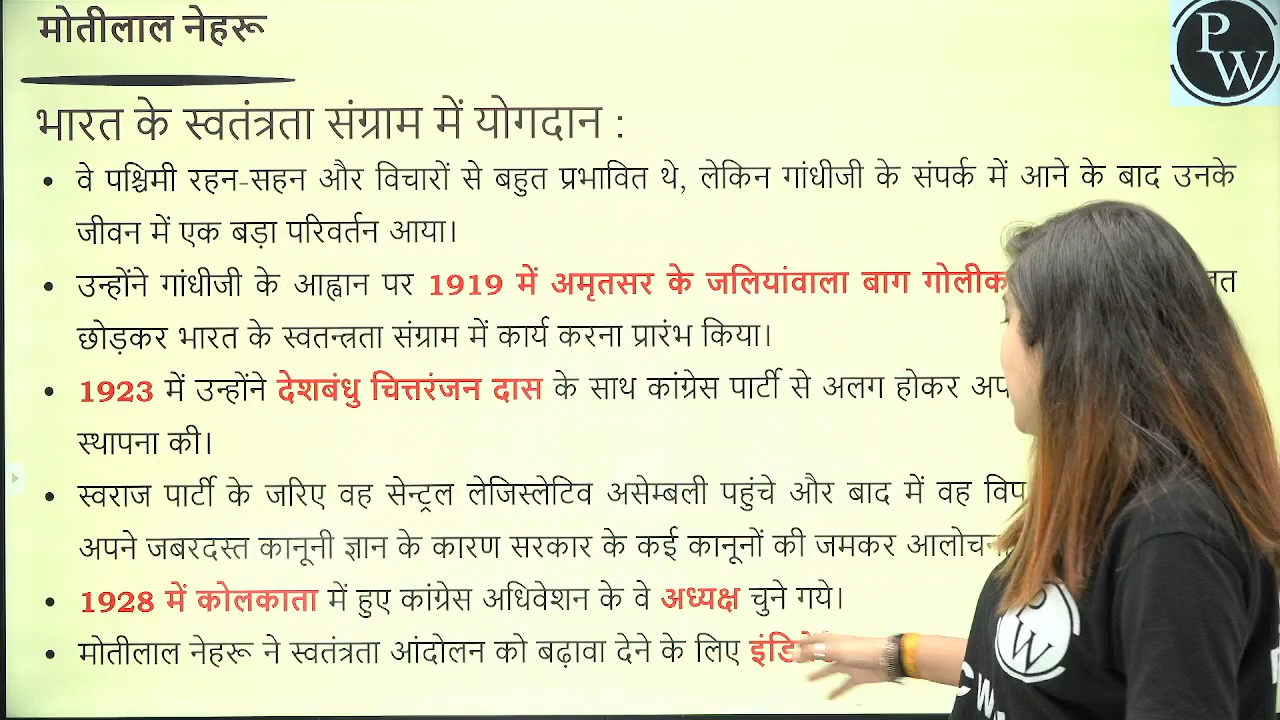 मोतीलाल नेहरू
PW
भारत के स्वतंत्रता संग्राम में योगदान :
• वे पश्चिमी रहन-सहन और विचारों से बहुत प्रभावित थे, लेकिन गांधीजी के संपर्क में आने के बाद उनके
जीवन में एक बड़ा परिवर्तन आया।
• उन्होंने गांधीजी के आह्वान पर 1919 में अमृतसर के जलियांवाला बाग
छोड़कर भारत के स्वतन्त्रता संग्राम में कार्य करना प्रारंभ किया।
• 1923 में उन्होंने देशबंधु चित्तरंजन दास के साथ कांग्रेस पार्टी से अलग होकर
स्थापना की।
• स्वराज पार्टी के जरिए वह सेन्ट्रल लेजिस्लेटिव असेम्बली पहुंचे और बाद में वह
अपने जबरदस्त कानूनी ज्ञान के कारण सरकार के कई कानूनों की जमकर
• 1928 में कोलकाता में हुए कांग्रेस अधिवेशन के वे अध्यक्ष चुने गये।
• मोतीलाल नेहरू ने स्वतंत्रता आंदोलन को बढ़ावा देने के लिए
PW